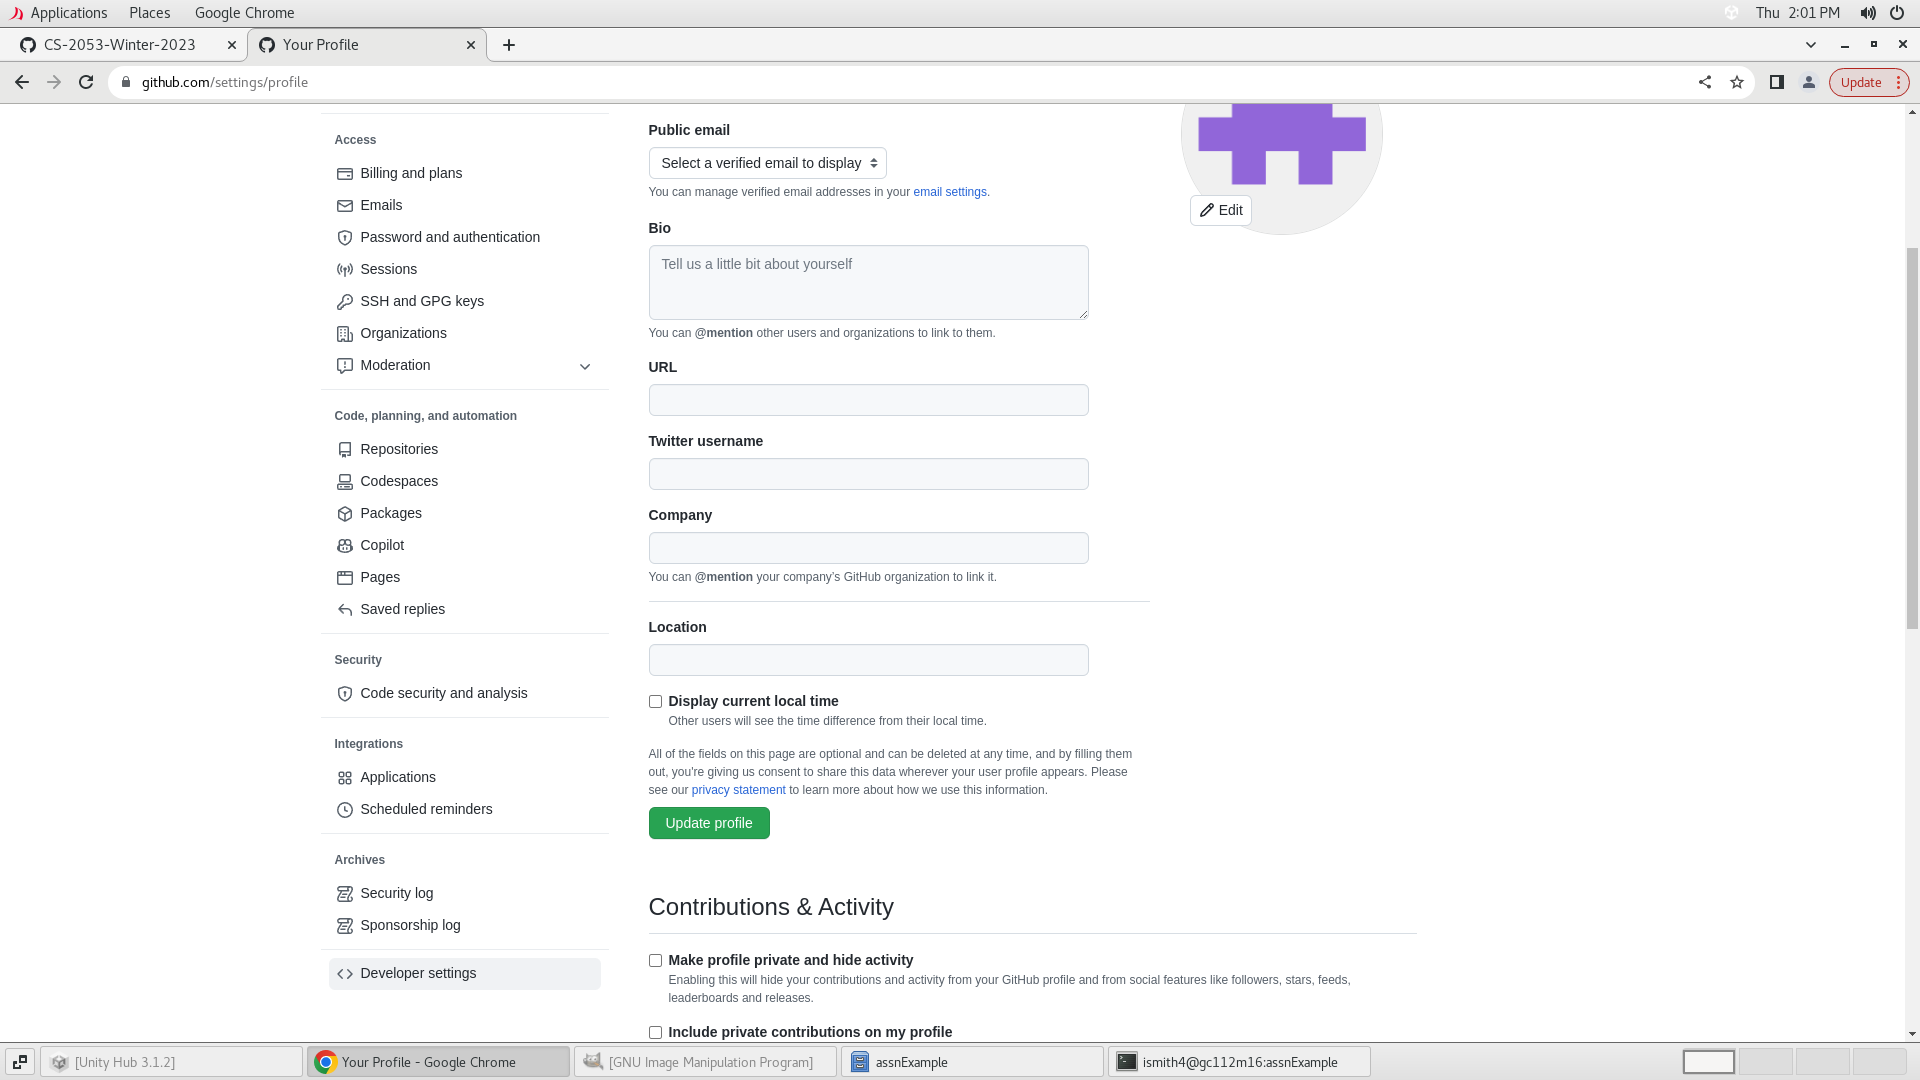 Applications Places Google Chrome Thu 2:01 PM
CS-2053-Winter-2023 Your Profile
github.com/settings/profile Update
Access
Billing and plans
Emails
Password and authentication
Sessions
SSH and GPG keys
Organizations
Moderation
Code, planning, and automation
Repositories
Codespaces
Packages
Copilot
Pages
Saved replies
Security
Code security and analysis
Integrations
Applications
Scheduled reminders
Archives
Security log
Sponsorship log
Developer settings
Public email
Select a verified email to display
You can manage verified email addresses in your email settings.
Edit
Bio
Tell us a little bit about yourself
You can @mention other users and organizations to link to them.
URL
Twitter username
Company
You can @mention your company's GitHub organization to link it.
Location
Display current local time
Other users will see the time difference from their local time.
All of the fields on this page are optional and can be deleted at any time, and by filling them
out, you're giving us consent to share this data wherever your user profile appears. Please
see our privacy statement to learn more about how we use this information.
Update profile
Contributions & Activity
Make profile private and hide activity
Enabling this will hide your contributions and activity from your GitHub profile and from social features like followers, stars, feeds,
leaderboards and releases.
Include private contributions on my profile
[Unity Hub 3.1.2] Your Profile - Google Chrome [GNU Image Manipulation Program] assnExample ismith4@gc112m16:assnExample